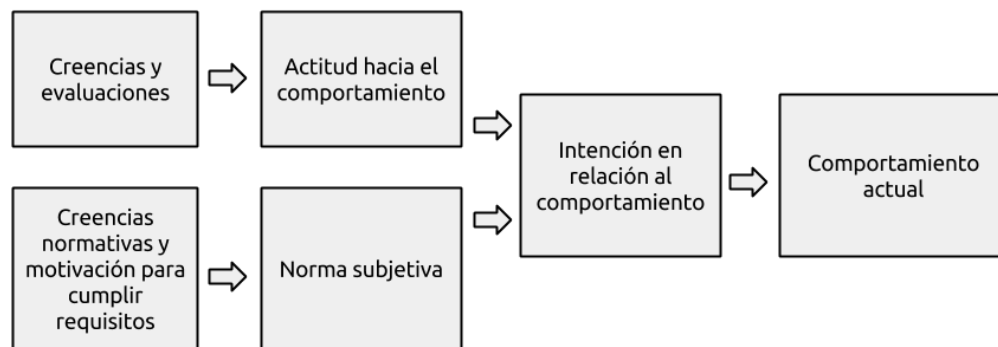 Creencias y
evaluaciones
Actitud hacia el
comportamiento
Creencias
normativas y
motivación para
cumplir
requisitos
Norma subjetiva
Intención en
relación al
comportamiento
Comportamiento
actual